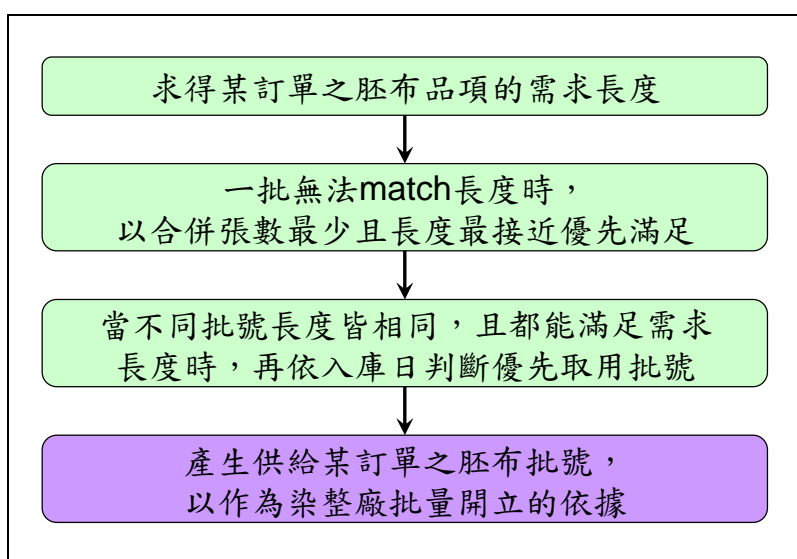 求得某訂單之胚布品項的需求長度
一批無法match長度時，
以合併張數最少且長度最接近優先滿足
當不同批號長度皆相同，且都能滿足需求
長度時，再依入庫日判斷優先取用批號
產生供給某訂單之胚布批號，
以作為染整廠批量開立的依據